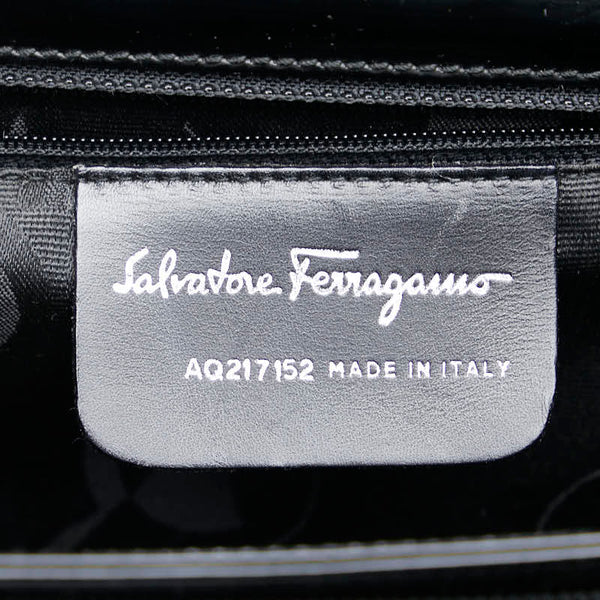 Salvatore Ferragamo
AQ217152 MADE IN ITALY